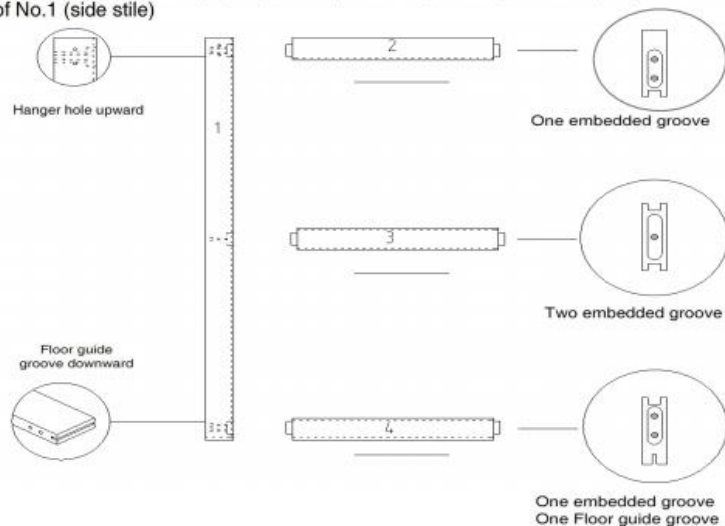 of No.1 (side stile)
2
One embedded groove
Hanger hole upward
1
3
Two embedded groove
Floor guide
groove downward
4
One embedded groove
One Floor guide groove